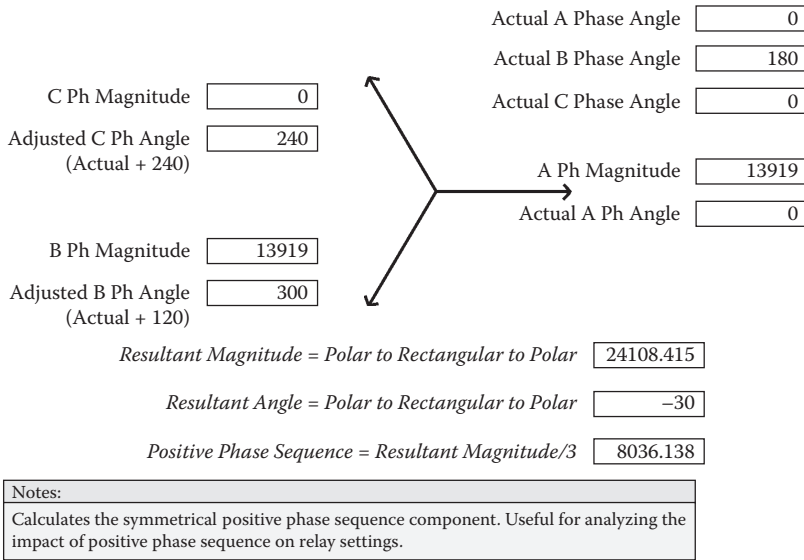 Actual A Phase Angle 0
Actual B Phase Angle 180
C Ph Magnitude 0
Actual C Phase Angle 0
Adjusted C Ph Angle 240
(Actual + 240)
A Ph Magnitude 13919
Actual A Ph Angle 0
B Ph Magnitude 13919
Adjusted B Ph Angle 300
(Actual + 120)
Resultant Magnitude = Polar to Rectangular to Polar 24108.415
Resultant Angle = Polar to Rectangular to Polar –30
Positive Phase Sequence = Resultant Magnitude/3 8036.138
Notes:
Calculates the symmetrical positive phase sequence component. Useful for analyzing the
impact of positive phase sequence on relay settings.